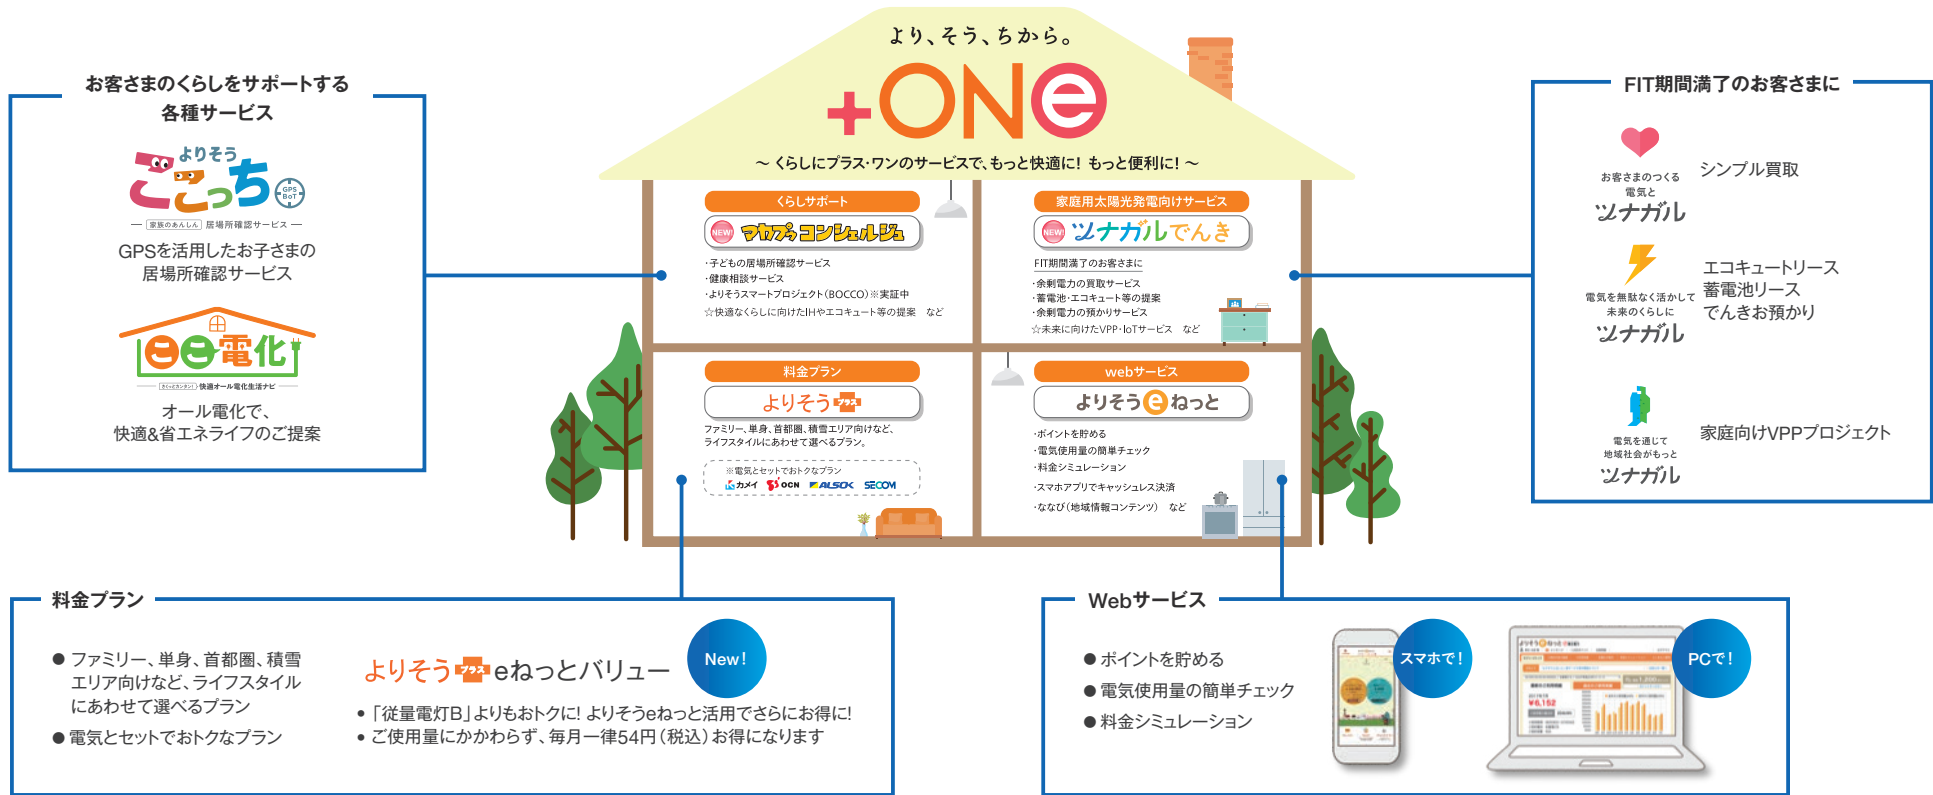 より、そう、ちから。
+ONe
～ くらしにプラス・ワンのサービスで、もっと快適に! もっと便利に! ～
お客さまのくらしをサポートする
各種サービス
よりそう
ここっち
GPS
BoT
家族のあんしん 居場所確認サービス
GPSを活用したお子さまの
居場所確認サービス
ここ電化
快適オール電化生活ナビ
オール電化で、
快適&省エネライフのご提案
くらしサポート
NEW! マカプゥ コンシェルジュ
・子どもの居場所確認サービス
・健康相談サービス
・よりそうスマートプロジェクト(BOCCO)※実証中
☆快適なくらしに向けたIHやエコキュート等の提案 など
家庭用太陽光発電向けサービス
NEW! ツナガルでんき
FIT期間満了のお客さまに
・余剰電力の買取サービス
・蓄電池・エコキュート等の提案
・余剰電力の預かりサービス
☆未来に向けたVPP・IoTサービス など
料金プラン
よりそうプラス
ファミリー、単身、首都圏、積雪エリア向けなど、
ライフスタイルにあわせて選べるプラン。
※電気とセットでおトクなプラン
カメイ OCN ALSOK SECOM
webサービス
よりそうeねっと
・ポイントを貯める
・電気使用量の簡単チェック
・料金シミュレーション
・スマホアプリでキャッシュレス決済
・ななび(地域情報コンテンツ) など
FIT期間満了のお客さまに
お客さまのつくる
電気と
ツナガル
シンプル買取
電気を無駄なく活かして
未来のくらしに
ツナガル
エコキュートリース
蓄電池リース
でんきお預かり
電気を通じて
地域社会がもっと
ツナガル
家庭向けVPPプロジェクト
料金プラン
● ファミリー、単身、首都圏、積雪
エリア向けなど、ライフスタイル
にあわせて選べるプラン
● 電気とセットでおトクなプラン
よりそうプラスeねっとバリュー
New!
• 「従量電灯B」よりもおトクに! よりそうeねっと活用でさらにお得に!
• ご使用量にかかわらず、毎月一律54円(税込)お得になります
Webサービス
● ポイントを貯める
● 電気使用量の簡単チェック
● 料金シミュレーション
スマホで!
PCで!
よりそうeねっと
¥6,152